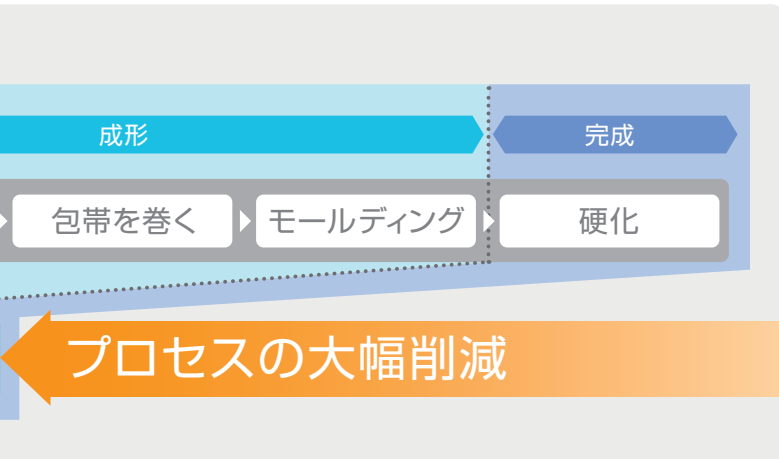 成形
完成
包帯を巻く
モールディング
硬化
プロセスの大幅削減